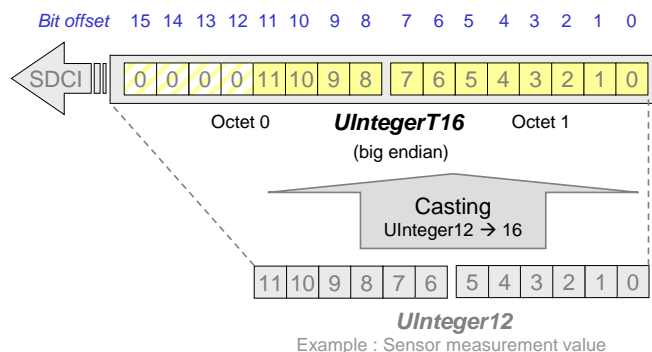 Bit offset 15 14 13 12 11 10 9 8 7 6 5 4 3 2 1 0
SDCI 0 0 0 0 11 10 9 8 7 6 5 4 3 2 1 0
Octet 0 UIntegerT16 Octet 1
(big endian)
Casting
UInteger12 → 16
11 10 9 8 7 6 5 4 3 2 1 0
UInteger12
Example : Sensor measurement value